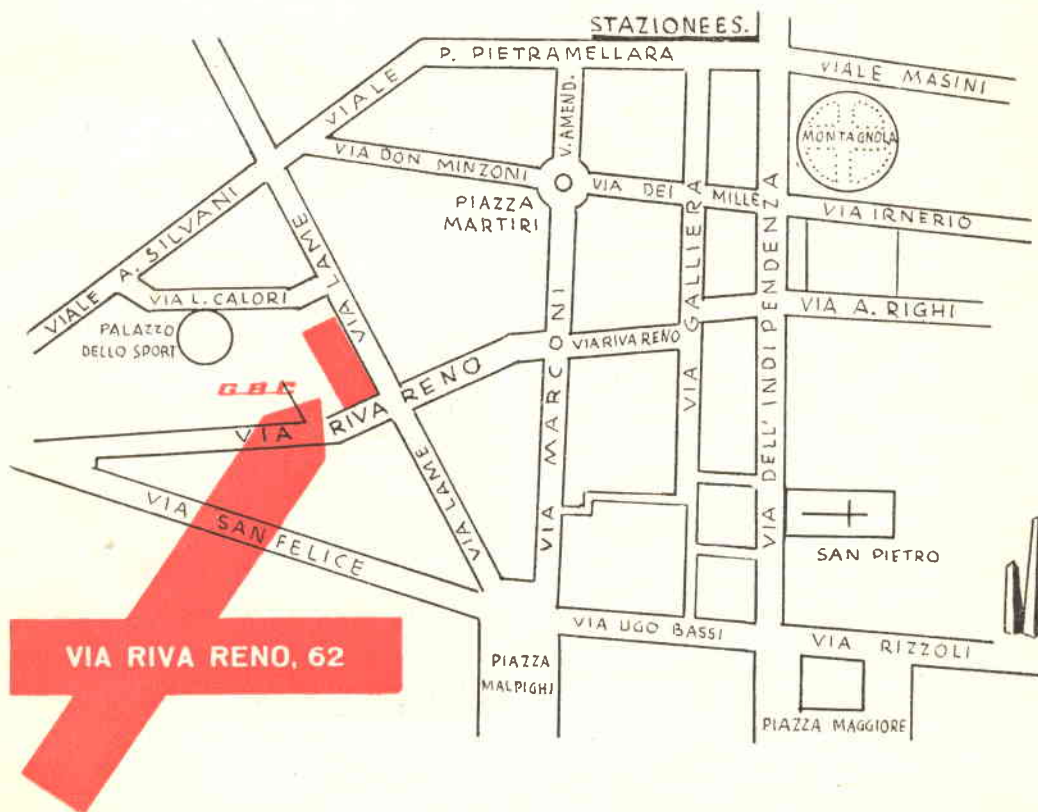 STAZIONE ES.
VIALE P. PIETRAMELLARA
VIALE MASINI
MONTAGNOLA
V. AMEND.
VIA DON MINZONI
VIA DEI MILLE
VIA IRNERIO
PIAZZA
MARTIRI
VIALE A. SILVANI
VIA LAME
VIA L. CALORI
VIA GALLIERA
VIA DELL'INDIPENDENZA
VIA A. RIGHI
PALAZZO
DELLO SPORT
VIA LAME
VIA RIVA RENO
VIA MARCONI
GBC
VIA RIVA RENO
VIA LAME
VIA SAN FELICE
SAN PIETRO
VIA UGO BASSI
VIA RIZZOLI
VIA RIVA RENO, 62
PIAZZA
MALPIGHI
PIAZZA MAGGIORE